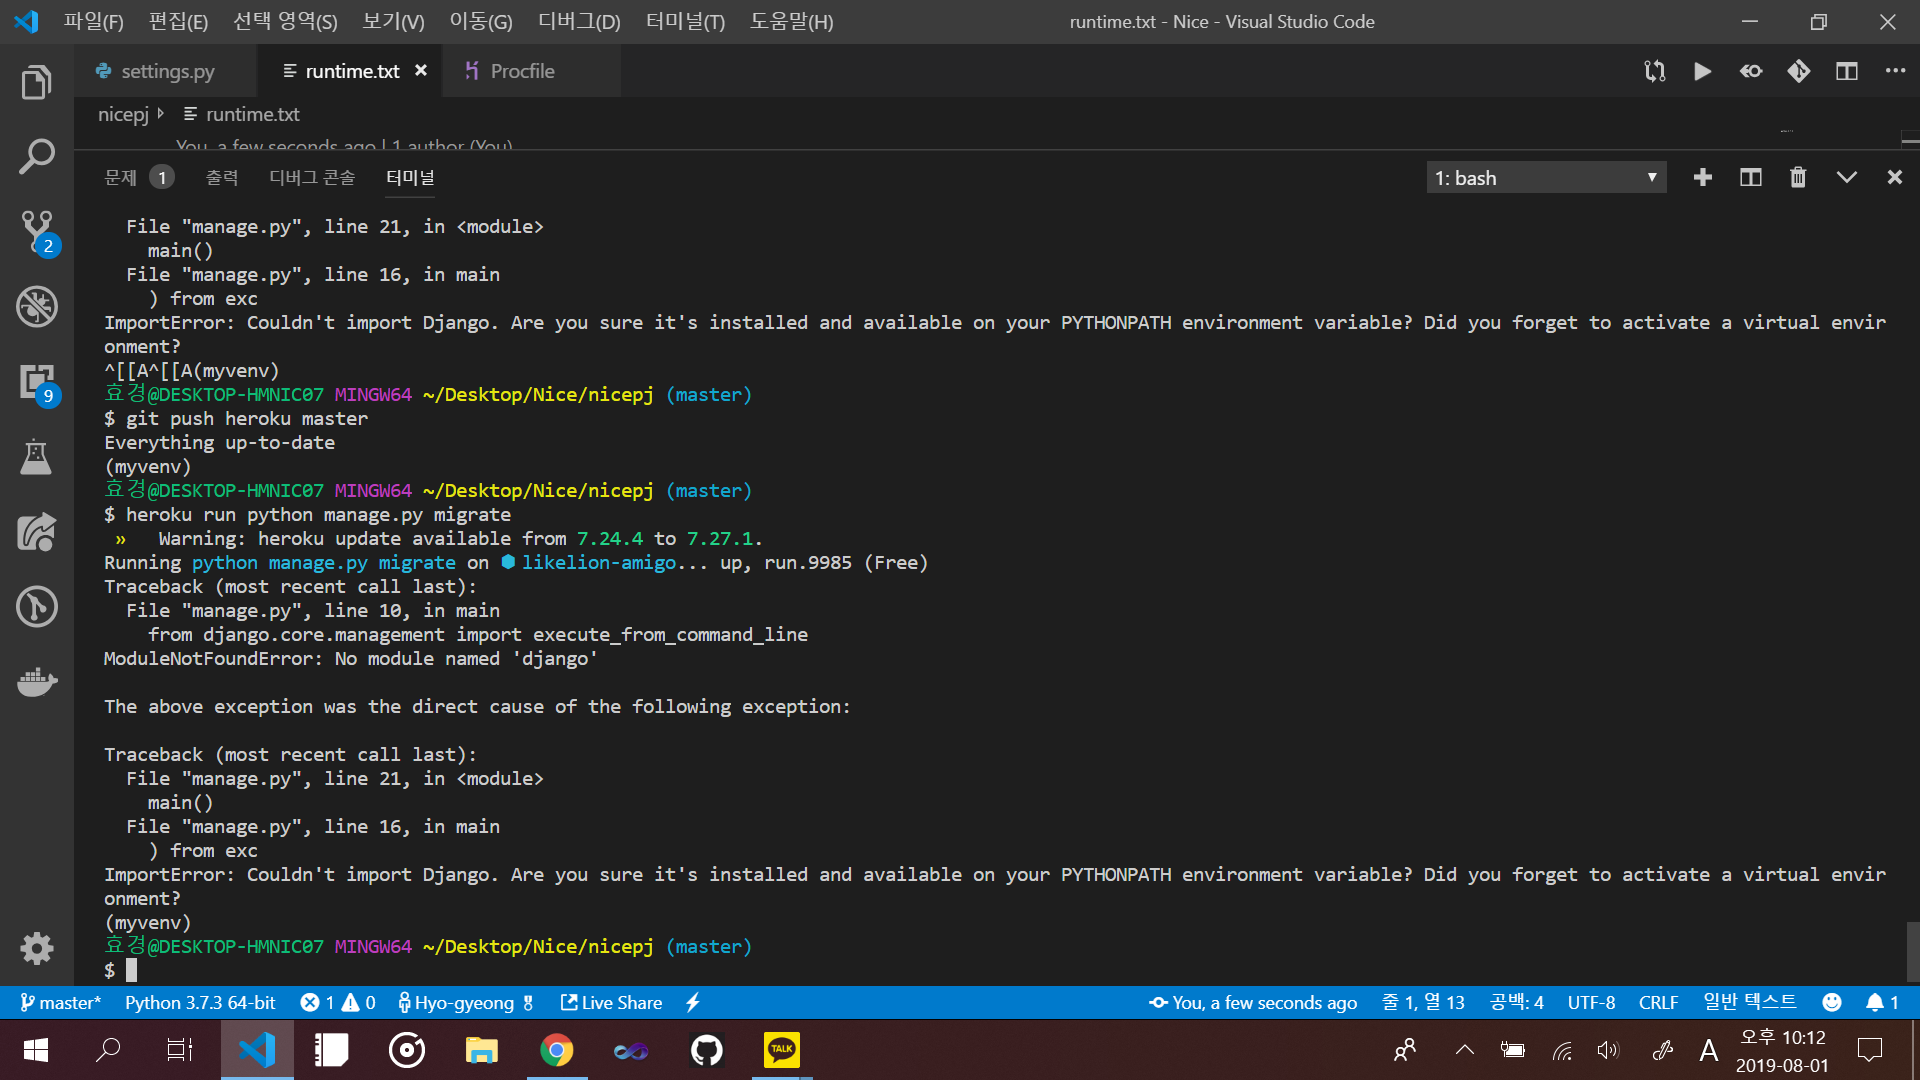 파일(F) 편집(E) 선택 영역(S) 보기(V) 이동(G) 디버그(D) 터미널(T) 도움말(H) runtime.txt - Nice - Visual Studio Code
settings.py runtime.txt Procfile
nicepj runtime.txt
You, a few seconds ago | 1 author (You)
문제 1 출력 디버그 콘솔 터미널 1: bash
File "manage.py", line 21, in <module>
main()
File "manage.py", line 16, in main
) from exc
ImportError: Couldn't import Django. Are you sure it's installed and available on your PYTHONPATH environment variable? Did you forget to activate a virtual envir
onment?
^[[A^[[A(myvenv)
효경@DESKTOP-HMNIC07 MINGW64 ~/Desktop/Nice/nicepj (master)
$ git push heroku master
Everything up-to-date
(myvenv)
효경@DESKTOP-HMNIC07 MINGW64 ~/Desktop/Nice/nicepj (master)
$ heroku run python manage.py migrate
» Warning: heroku update available from 7.24.4 to 7.27.1.
Running python manage.py migrate on ⬢ likelion-amigo... up, run.9985 (Free)
Traceback (most recent call last):
File "manage.py", line 10, in main
from django.core.management import execute_from_command_line
ModuleNotFoundError: No module named 'django'
The above exception was the direct cause of the following exception:
Traceback (most recent call last):
File "manage.py", line 21, in <module>
main()
File "manage.py", line 16, in main
) from exc
ImportError: Couldn't import Django. Are you sure it's installed and available on your PYTHONPATH environment variable? Did you forget to activate a virtual envir
onment?
(myvenv)
효경@DESKTOP-HMNIC07 MINGW64 ~/Desktop/Nice/nicepj (master)
$
2
9
master* Python 3.7.3 64-bit 1 0 Hyo-gyeong Live Share You, a few seconds ago 줄 1, 열 13 공백: 4 UTF-8 CRLF 일반 텍스트 1
TALK A 오후 10:12
2019-08-01